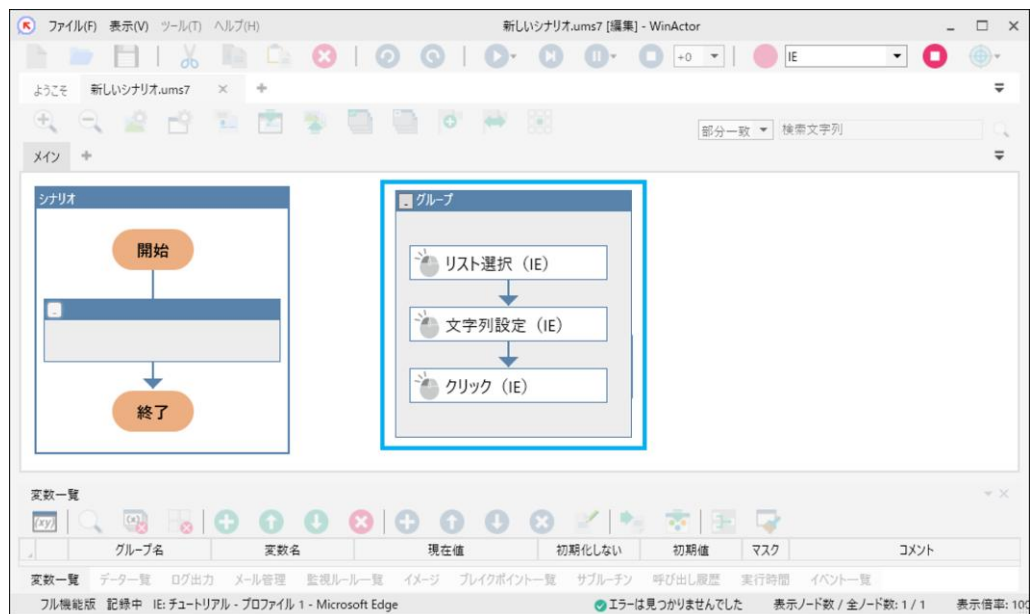 ファイル(F) 表示(V) ツール(T) ヘルプ(H) 新しいシナリオ.ums7 [編集] - WinActor
+0 IE
ようこそ 新しいシナリオ.ums7
部分一致 検索文字列
メイン
シナリオ
開始
終了
グループ
リスト選択（IE）
文字列設定（IE）
クリック（IE）
変数一覧
グループ名 変数名 現在値 初期化しない 初期値 マスク コメント
変数一覧 データ一覧 ログ出力 メール管理 監視ルール一覧 イメージ ブレイクポイント一覧 サブルーチン 呼び出し履歴 実行時間 イベント一覧
フル機能版 記録中 IE: チュートリアル - プロファイル 1 - Microsoft Edge エラーは見つかりませんでした 表示ノード数 / 全ノード数: 1 / 1 表示倍率: